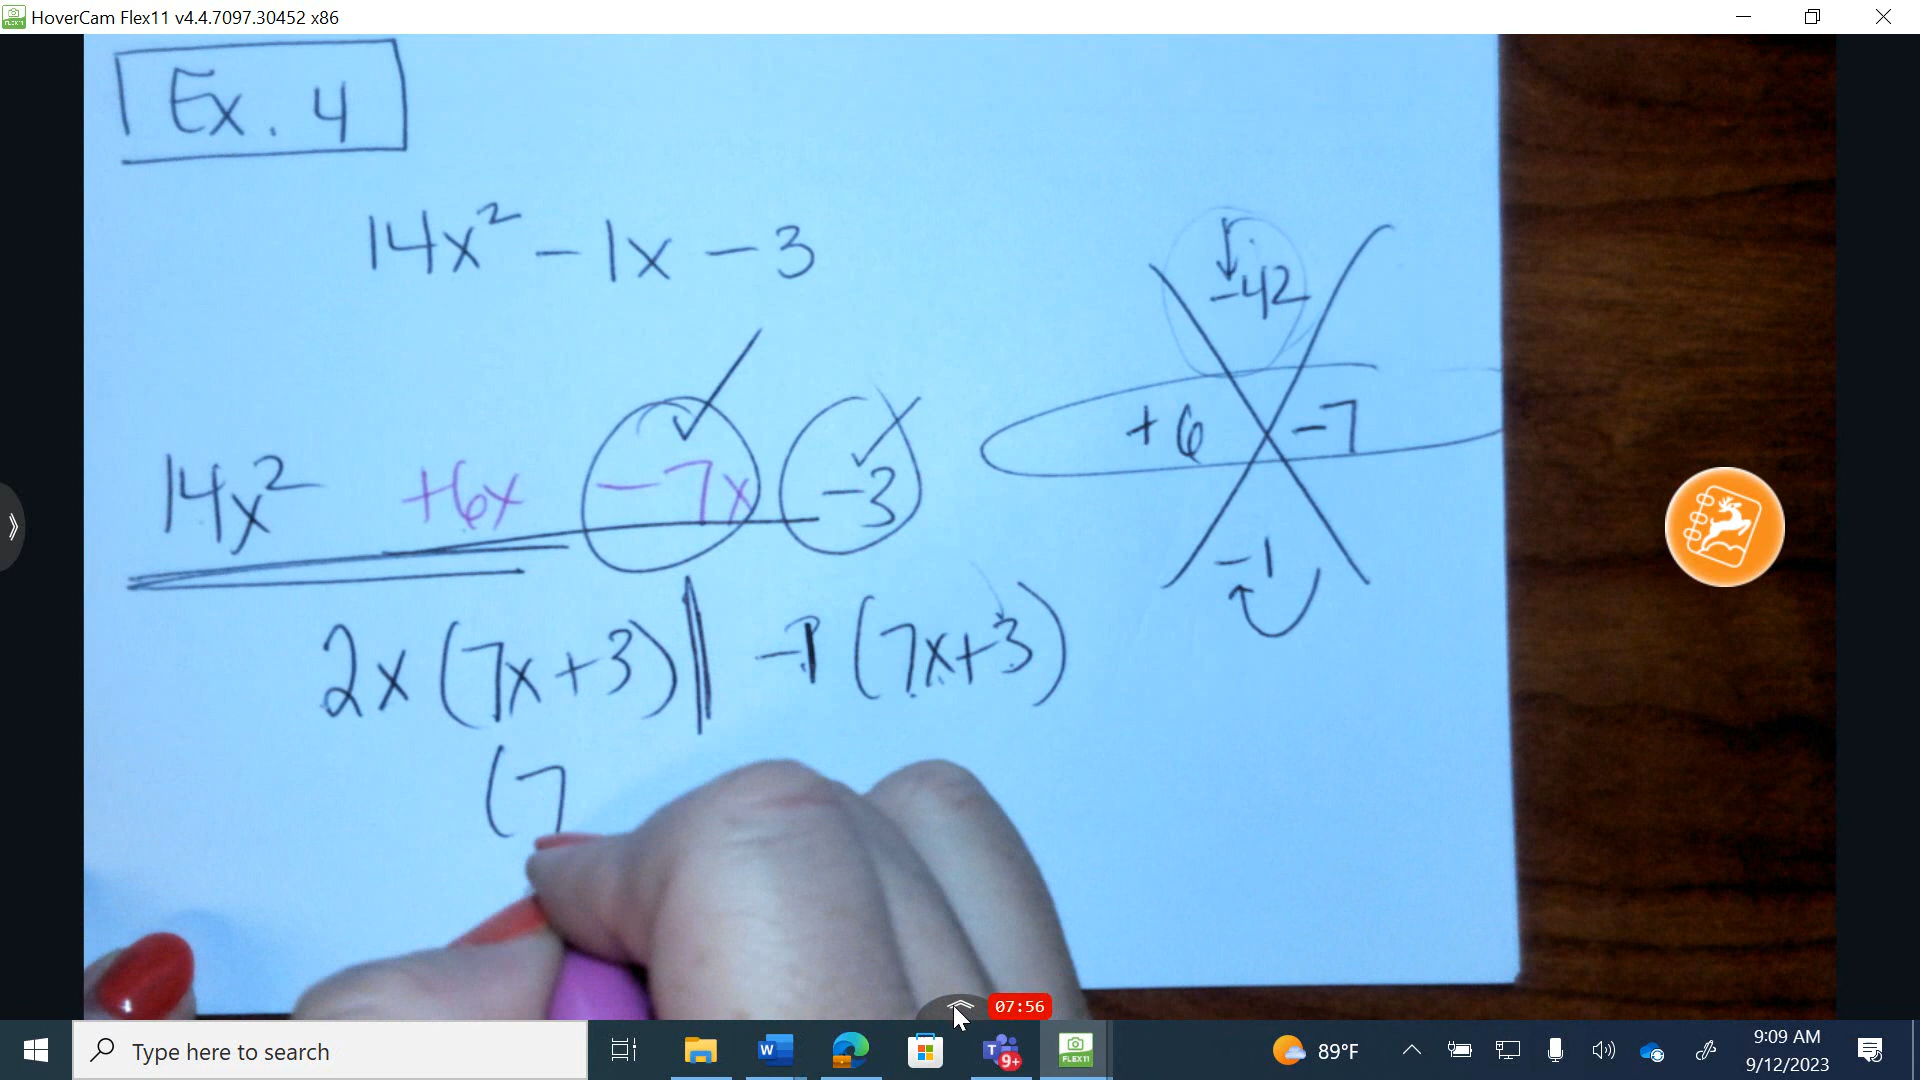 HoverCam Flex11 v4.4.7097.30452 x86
Ex. 4
14x² - 1x - 3
-42
+6 -7
-1
14x² +6x -7x -3
2x (7x+3) | -1 (7x+3)
(7
07:56
Type here to search
W
FLEX11
9+
89°F
9:09 AM
9/12/2023